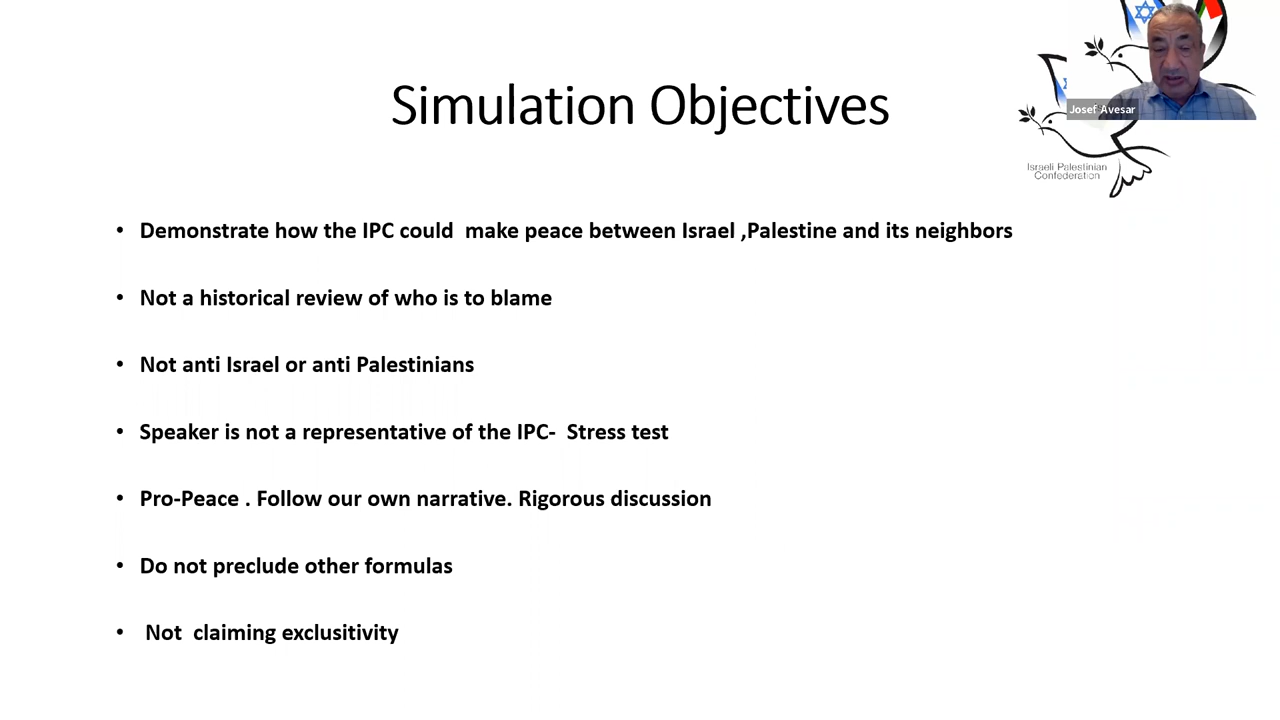 Simulation Objectives
Josef Avesar
Israeli Palestinian
Confederation
• Demonstrate how the IPC could  make peace between Israel ,Palestine and its neighbors
• Not a historical review of who is to blame
• Not anti Israel or anti Palestinians
• Speaker is not a representative of the IPC-  Stress test
• Pro-Peace . Follow our own narrative. Rigorous discussion
• Do not preclude other formulas
•  Not  claiming exclusitivity